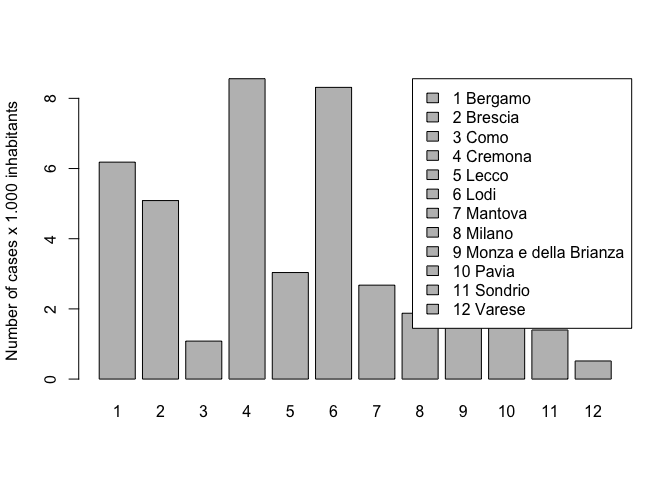 Number of cases x 1.000 inhabitants
8
6
4
2
0
1 Bergamo
2 Brescia
3 Como
4 Cremona
5 Lecco
6 Lodi
7 Mantova
8 Milano
9 Monza e della Brianza
10 Pavia
11 Sondrio
12 Varese
1 2 3 4 5 6 7 8 9 10 11 12